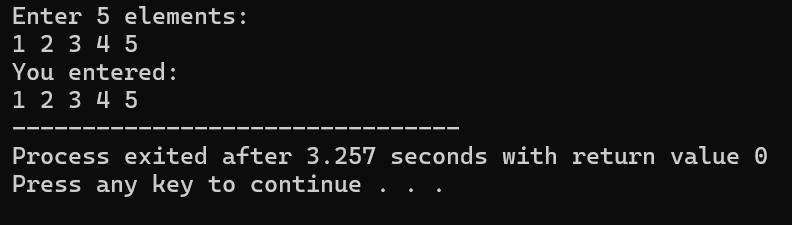 Enter 5 elements:
1 2 3 4 5
You entered:
1 2 3 4 5
--------------------------------
Process exited after 3.257 seconds with return value 0
Press any key to continue . . .